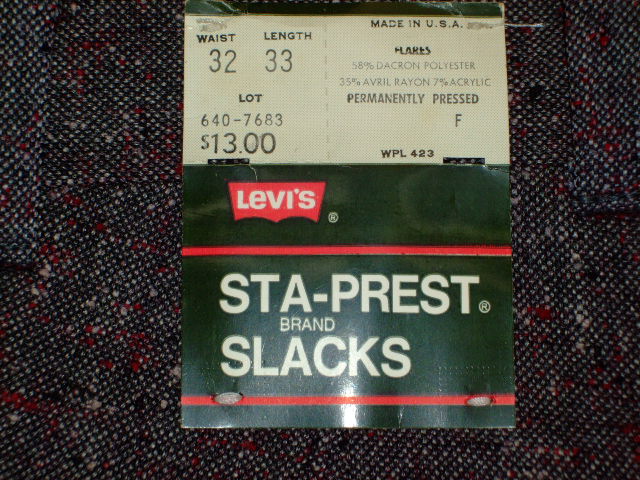 WAIST LENGTH
32 33
LOT
640-7683
$13.00
MADE IN U.S.A.
FLARES
58% DACRON POLYESTER
35% AVRIL RAYON 7% ACRYLIC
PERMANENTLY PRESSED
F
WPL 423
LEVI'S ®
STA-PREST ®
BRAND
SLACKS